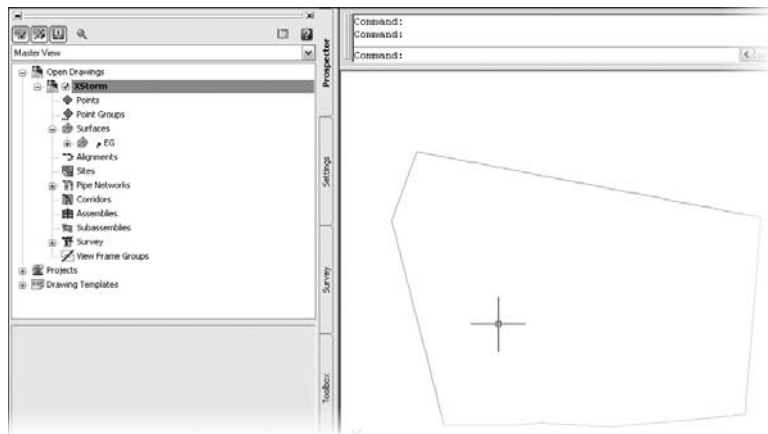 Master View
Open Drawings
XStorm
Points
Point Groups
Surfaces
EG
Alignments
Sites
Pipe Networks
Corridors
Assemblies
Subassemblies
Survey
View Frame Groups
Projects
Drawing Templates
Prospector
Settings
Survey
Toolbox
Command:
Command:
Command: